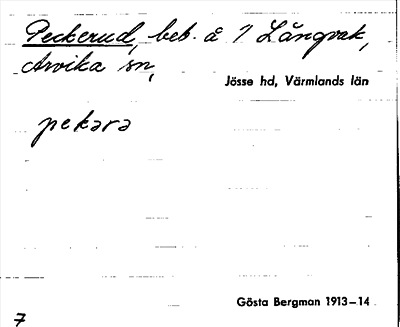 Peckerud, beb. å 1 Långvak,
Arvika sn,
Jösse hd, Värmlands län
pekərə
Gösta Bergman 1913-14
7